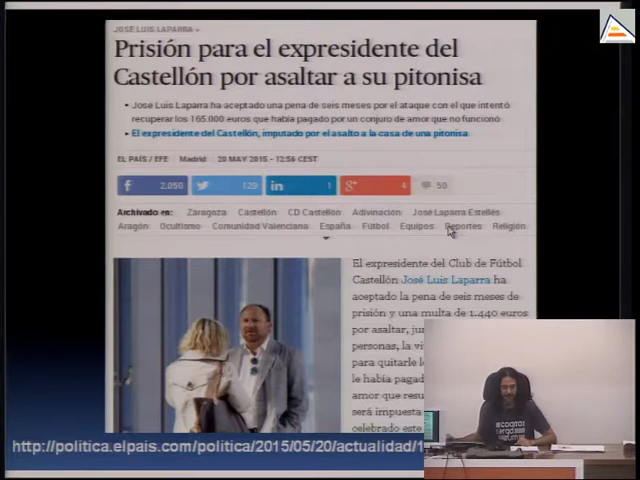 JOSÉ LUIS LAPARRA »
Prisión para el expresidente del
Castellón por asaltar a su pitonisa
• José Luis Laparra ha aceptado una pena de seis meses por el ataque con el que intentó
recuperar los 165.000 euros que había pagado por un conjuro de amor que no funcionó
• El expresidente del Castellón, imputado por el asalto a la casa de una pitonisa
EL PAÍS / EFE Madrid 20 MAY 2015 - 12:56 CEST
2.050 129 1 4 50
Archivado en: Zaragoza Castellón CD Castellón Adivinación José Laparra Estellés
Aragón Ocultismo Comunidad Valenciana España Fútbol Equipos Deportes Religión
El expresidente del Club de Fútbol
Castellón José Luis Laparra ha
aceptado la pena de seis meses de
prisión y una multa de 1.440 euros
por asaltar, ju
personas, la vi
para quitarle l
le había pagad
amor que resu
será impuesta
celebrado este
http://politica.elpais.com/politica/2015/05/20/actualidad/1